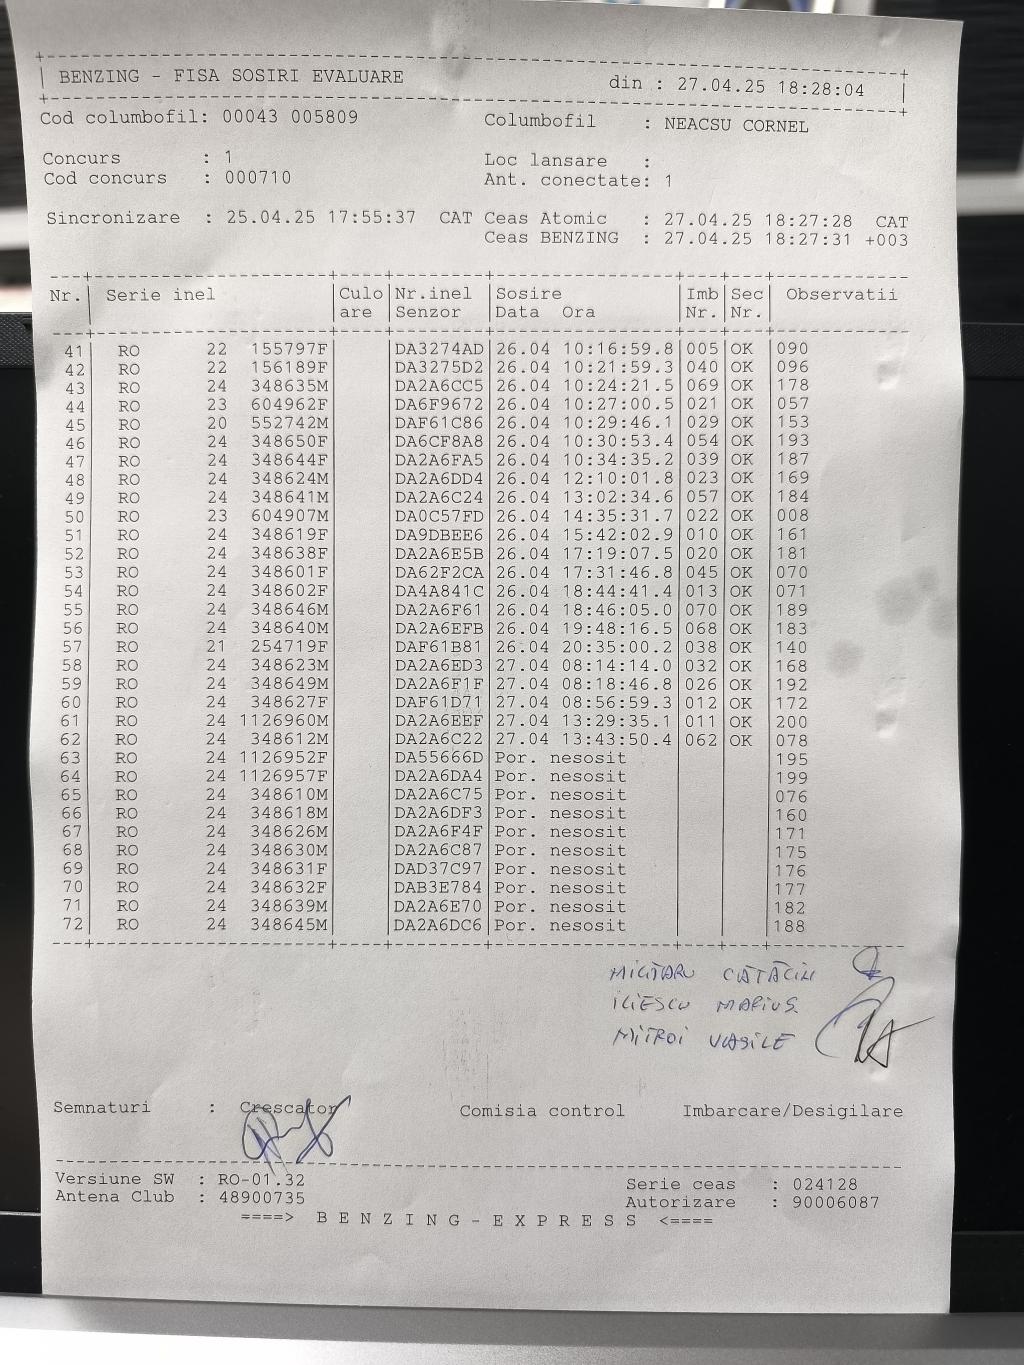 BENZING - FISA SOSIRI EVALUARE din : 27.04.25 18:28:04
Cod columbofil: 00043 005809 Columbofil : NEACSU CORNEL
Concurs : 1 Loc lansare :
Cod concurs : 000710 Ant. conectate: 1
Sincronizare : 25.04.25 17:55:37 CAT Ceas Atomic : 27.04.25 18:27:28 CAT
Ceas BENZING : 27.04.25 18:27:31 +003
Nr. Serie inel Culo Nr.inel Sosire Imb Sec Observatii
are Senzor Data Ora Nr. Nr.
41 RO 22 155797F DA3274AD 26.04 10:16:59.8 005 OK 090
42 RO 22 156189F DA3275D2 26.04 10:21:59.3 040 OK 096
43 RO 24 348635M DA2A6CC5 26.04 10:24:21.5 069 OK 178
44 RO 23 604962F DA6F9672 26.04 10:27:00.5 021 OK 057
45 RO 20 552742M DAF61C86 26.04 10:29:46.1 029 OK 153
46 RO 24 348650F DA6CF8A8 26.04 10:30:53.4 054 OK 193
47 RO 24 348644F DA2A6FA5 26.04 10:34:35.2 039 OK 187
48 RO 24 348624M DA2A6DD4 26.04 12:10:01.8 023 OK 169
49 RO 24 348641M DA2A6C24 26.04 13:02:34.6 057 OK 184
50 RO 23 604907M DA0C57FD 26.04 14:35:31.7 022 OK 008
51 RO 24 348619F DA9DBEE6 26.04 15:42:02.9 010 OK 161
52 RO 24 348638F DA2A6E5B 26.04 17:19:07.5 020 OK 181
53 RO 24 348601F DA62F2CA 26.04 17:31:46.8 045 OK 070
54 RO 24 348602F DA4A841C 26.04 18:44:41.4 013 OK 071
55 RO 24 348646M DA2A6F61 26.04 18:46:05.0 070 OK 189
56 RO 24 348640M DA2A6EFB 26.04 19:48:16.5 068 OK 183
57 RO 21 254719F DAF61B81 26.04 20:35:00.2 038 OK 140
58 RO 24 348623M DA2A6ED3 27.04 08:14:14.0 032 OK 168
59 RO 24 348649M DA2A6F1F 27.04 08:18:46.8 026 OK 192
60 RO 24 348627F DAF61D71 27.04 08:56:59.3 012 OK 172
61 RO 24 1126960M DA2A6EEF 27.04 13:29:35.1 011 OK 200
62 RO 24 348612M DA2A6C22 27.04 13:43:50.4 062 OK 078
63 RO 24 1126952F DA55666D Por. nesosit 195
64 RO 24 1126957F DA2A6DA4 Por. nesosit 199
65 RO 24 348610M DA2A6C75 Por. nesosit 076
66 RO 24 348618M DA2A6DF3 Por. nesosit 160
67 RO 24 348626M DA2A6F4F Por. nesosit 171
68 RO 24 348630M DA2A6C87 Por. nesosit 175
69 RO 24 348631F DAD37C97 Por. nesosit 176
70 RO 24 348632F DAB3E784 Por. nesosit 177
71 RO 24 348639M DA2A6E70 Por. nesosit 182
72 RO 24 348645M DA2A6DC6 Por. nesosit 188
MILITARU CĂTĂLIN
ILIESCU MARIUS
MITROI VASILE
Semnaturi : Crescator Comisia control Imbarcare/Desigilare
Versiune SW : RO-01.32 Serie ceas : 024128
Antena Club : 48900735 Autorizare : 90006087
====> B E N Z I N G - E X P R E S S <====